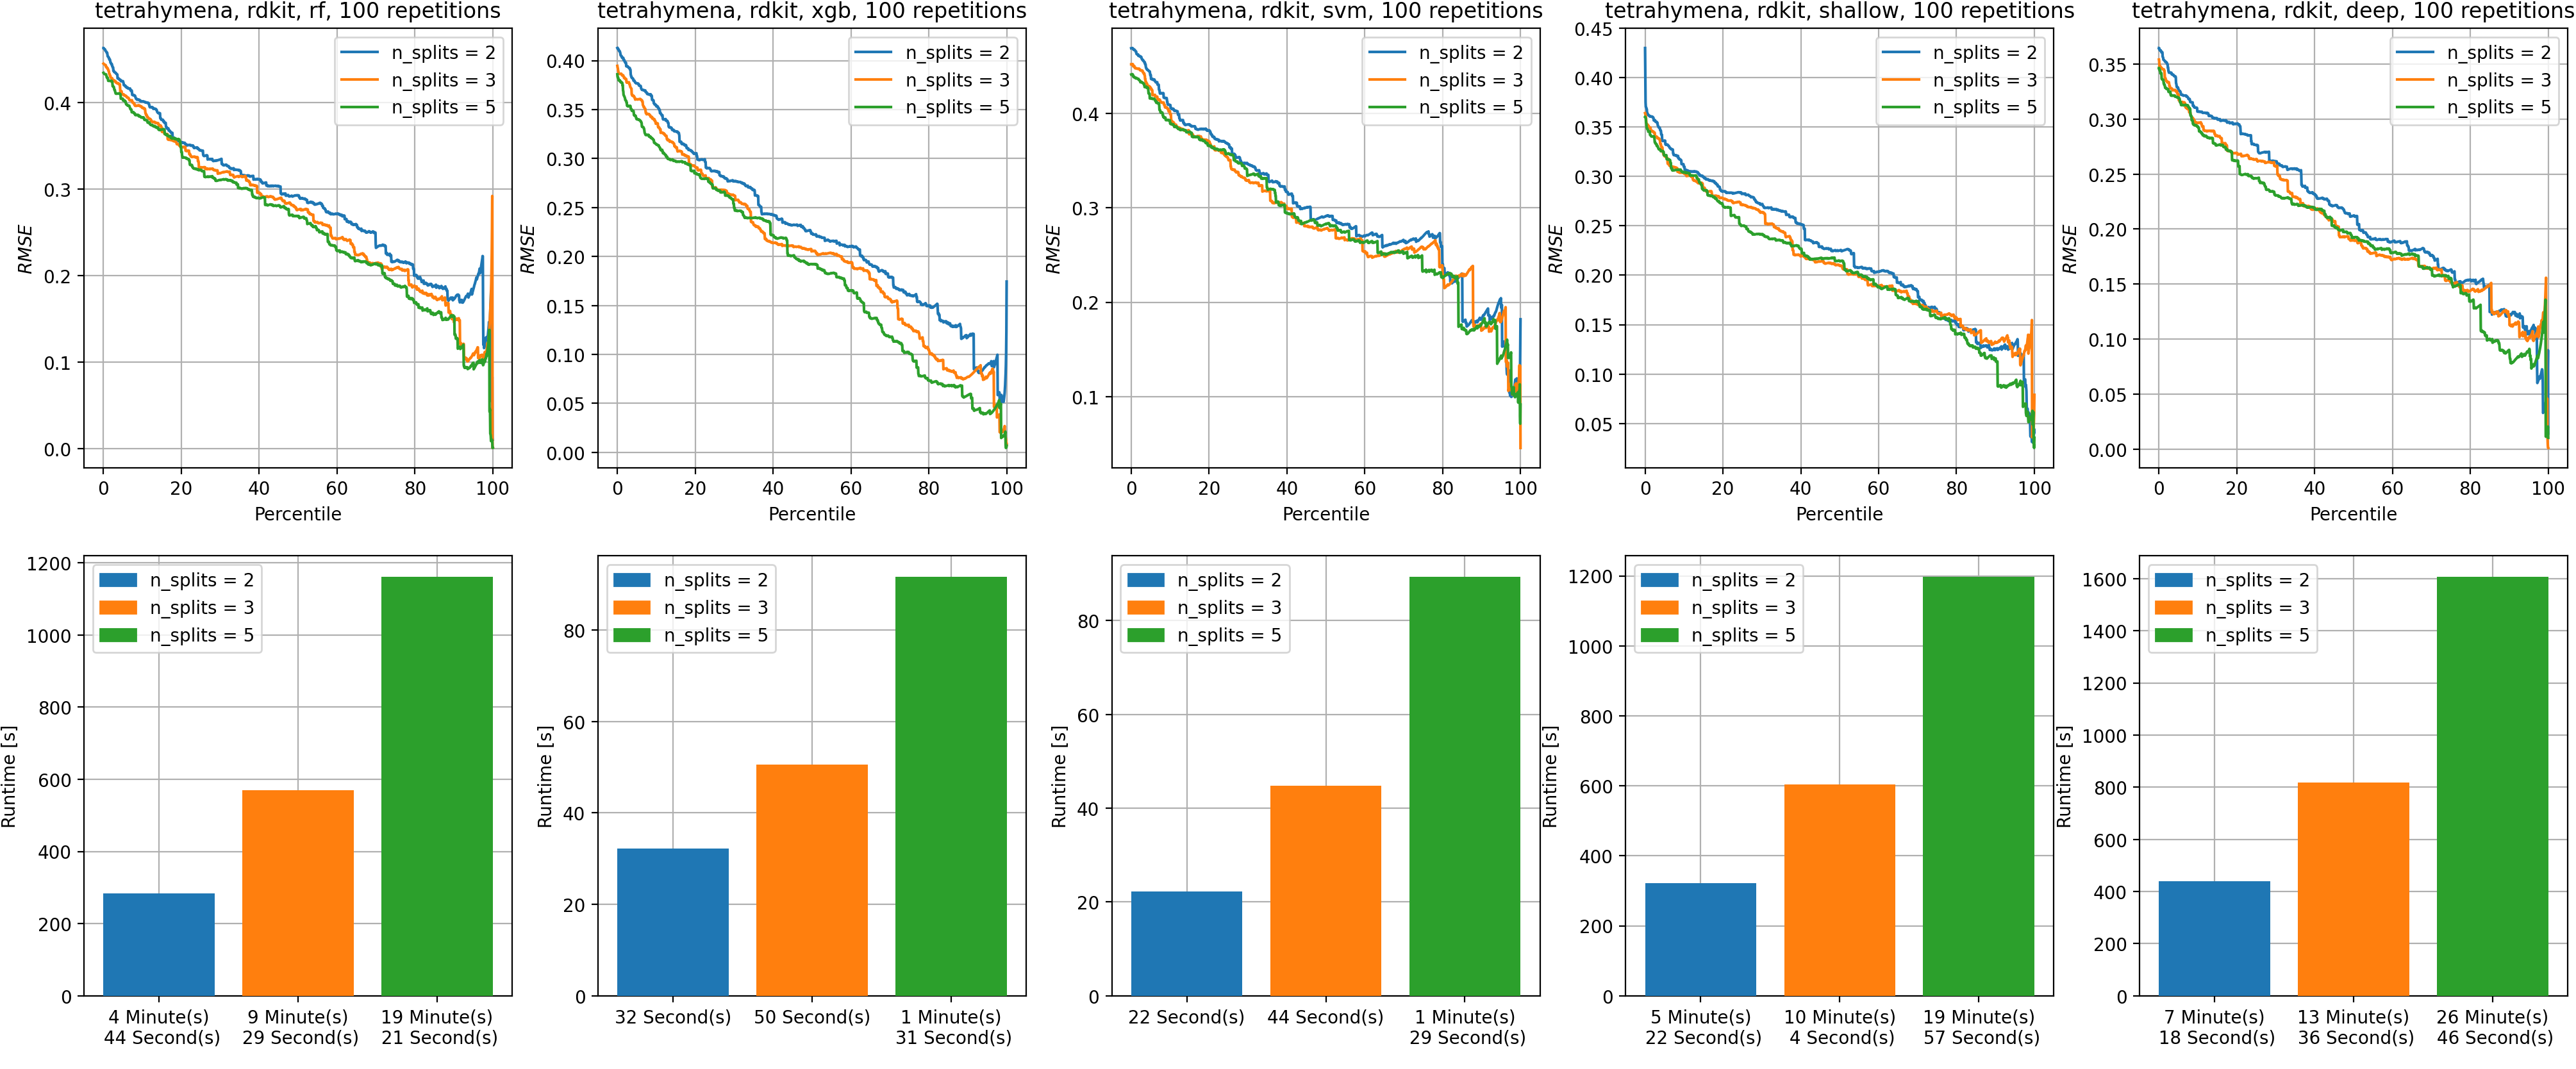 tetrahymena, rdkit, rf, 100 repetitions
n_splits = 2
n_splits = 3
n_splits = 5
RMSE
0.4
0.3
0.2
0.1
0.0
0 20 40 60 80 100
Percentile
tetrahymena, rdkit, xgb, 100 repetitions
n_splits = 2
n_splits = 3
n_splits = 5
RMSE
0.40
0.35
0.30
0.25
0.20
0.15
0.10
0.05
0.00
0 20 40 60 80 100
Percentile
tetrahymena, rdkit, svm, 100 repetitions
n_splits = 2
n_splits = 3
n_splits = 5
RMSE
0.4
0.3
0.2
0.1
0 20 40 60 80 100
Percentile
tetrahymena, rdkit, shallow, 100 repetitions
n_splits = 2
n_splits = 3
n_splits = 5
RMSE
0.45
0.40
0.35
0.30
0.25
0.20
0.15
0.10
0.05
0 20 40 60 80 100
Percentile
tetrahymena, rdkit, deep, 100 repetitions
n_splits = 2
n_splits = 3
n_splits = 5
RMSE
0.35
0.30
0.25
0.20
0.15
0.10
0.05
0.00
0 20 40 60 80 100
Percentile
n_splits = 2
n_splits = 3
n_splits = 5
Runtime [s]
1200
1000
800
600
400
200
0
4 Minute(s) 9 Minute(s) 19 Minute(s)
44 Second(s) 29 Second(s) 21 Second(s)
n_splits = 2
n_splits = 3
n_splits = 5
Runtime [s]
80
60
40
20
0
32 Second(s) 50 Second(s) 1 Minute(s)
31 Second(s)
n_splits = 2
n_splits = 3
n_splits = 5
Runtime [s]
80
60
40
20
0
22 Second(s) 44 Second(s) 1 Minute(s)
29 Second(s)
n_splits = 2
n_splits = 3
n_splits = 5
Runtime [s]
1200
1000
800
600
400
200
0
5 Minute(s) 10 Minute(s) 19 Minute(s)
22 Second(s) 4 Second(s) 57 Second(s)
n_splits = 2
n_splits = 3
n_splits = 5
Runtime [s]
1600
1400
1200
1000
800
600
400
200
0
7 Minute(s) 13 Minute(s) 26 Minute(s)
18 Second(s) 36 Second(s) 46 Second(s)